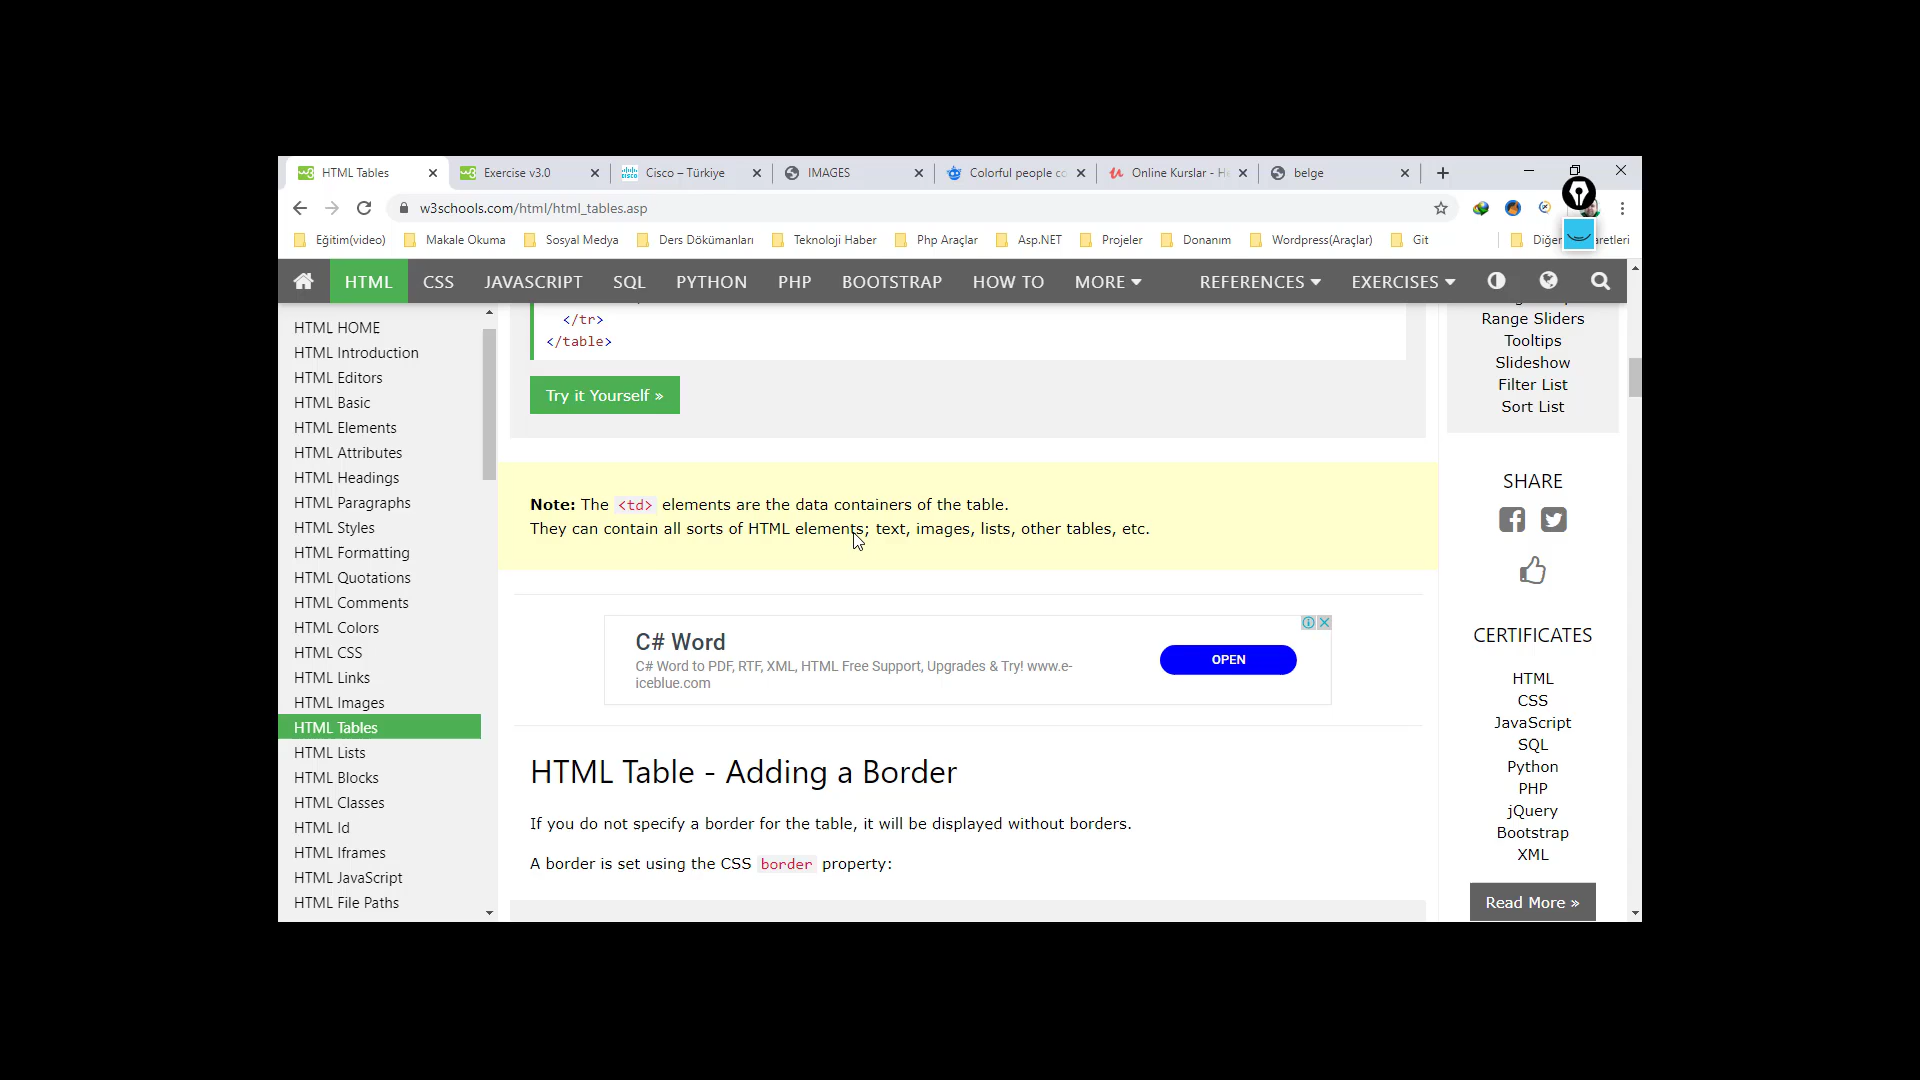 HTML Tables
Exercise v3.0
Cisco – Türkiye
IMAGES
Colorful people co
Online Kurslar - H
belge
w3schools.com/html/html_tables.asp
Eğitim(video)
Makale Okuma
Sosyal Medya
Ders Dökümanları
Teknoloji Haber
Php Araçlar
Asp.NET
Projeler
Donanım
Wordpress(Araçlar)
Git
HTML
CSS
JAVASCRIPT
SQL
PYTHON
PHP
BOOTSTRAP
HOW TO
MORE
REFERENCES
EXERCISES
HTML HOME
HTML Introduction
HTML Editors
HTML Basic
HTML Elements
HTML Attributes
HTML Headings
HTML Paragraphs
HTML Styles
HTML Formatting
HTML Quotations
HTML Comments
HTML Colors
HTML CSS
HTML Links
HTML Images
HTML Tables
HTML Lists
HTML Blocks
HTML Classes
HTML Id
HTML Iframes
HTML JavaScript
HTML File Paths
</tr>
</table>
Try it Yourself »
Note: The <td> elements are the data containers of the table.
They can contain all sorts of HTML elements; text, images, lists, other tables, etc.
C# Word
C# Word to PDF, RTF, XML, HTML Free Support, Upgrades & Try! www.e-
iceblue.com
OPEN
HTML Table - Adding a Border
If you do not specify a border for the table, it will be displayed without borders.
A border is set using the CSS border property:
Range Sliders
Tooltips
Slideshow
Filter List
Sort List
SHARE
CERTIFICATES
HTML
CSS
JavaScript
SQL
Python
PHP
jQuery
Bootstrap
XML
Read More »